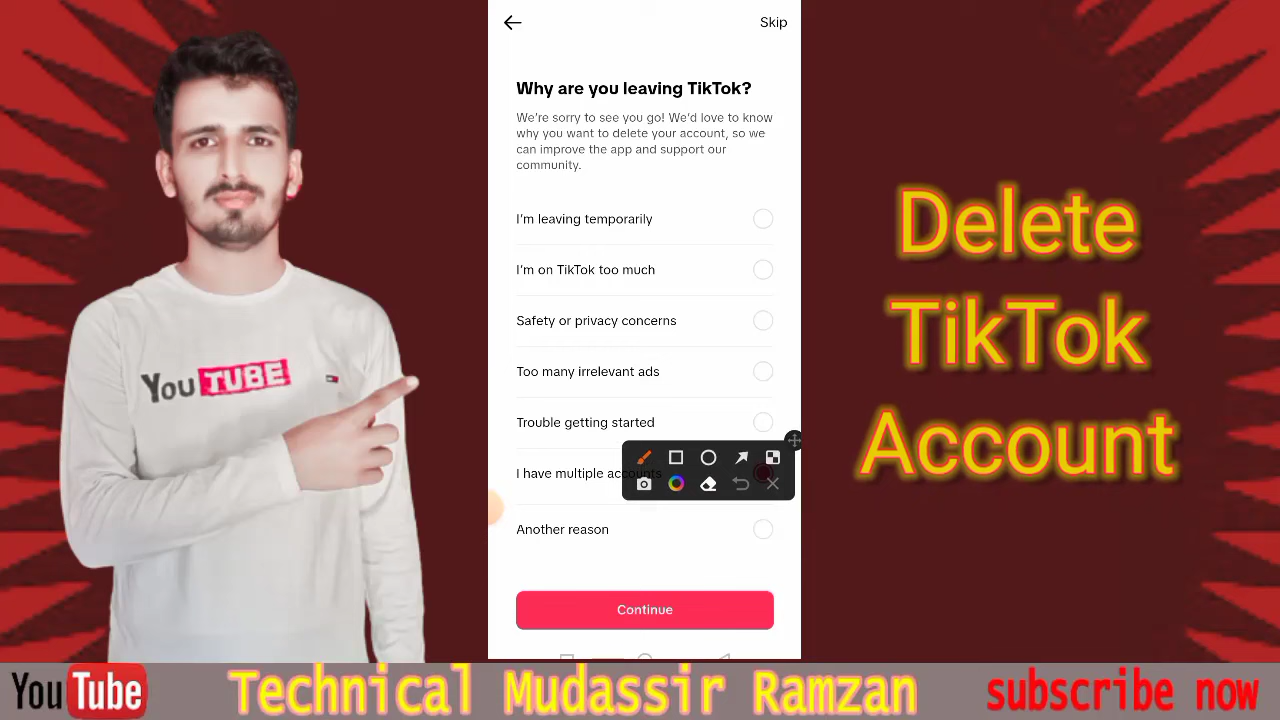 Skip
Why are you leaving TikTok?
We're sorry to see you go! We'd love to know
why you want to delete your account, so we
can improve the app and support our
community.
I'm leaving temporarily
I'm on TikTok too much
Safety or privacy concerns
Too many irrelevant ads
Trouble getting started
I have multiple accounts
Another reason
Continue
YouTUBE
Delete
TikTok
Account
YouTube
Technical Mudassir Ramzan
subscribe now